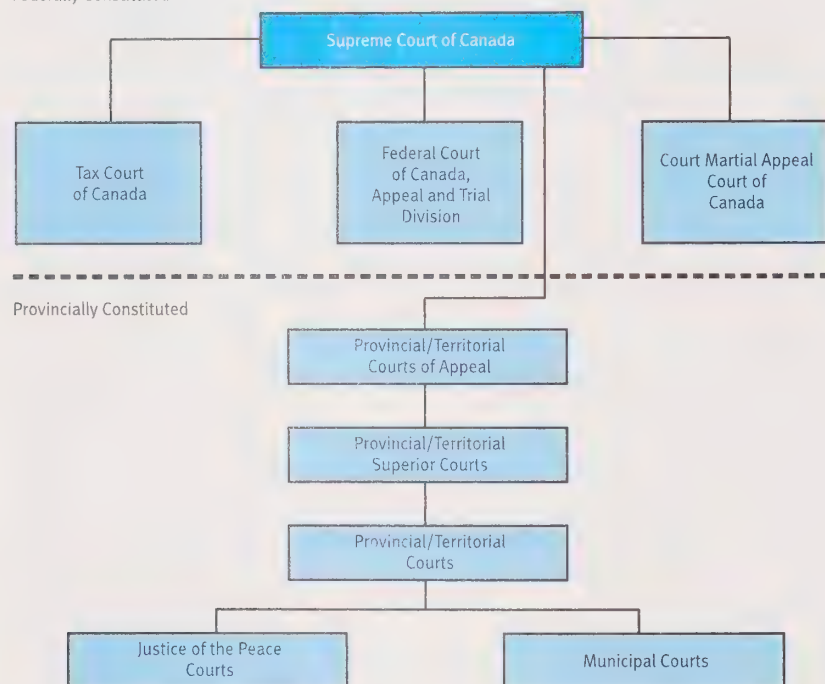 Supreme Court of Canada
Tax Court
of Canada
Federal Court
of Canada,
Appeal and Trial
Division
Court Martial Appeal
Court of
Canada
Provincially Constituted
Provincial/Territorial
Courts of Appeal
Provincial/Territorial
Superior Courts
Provincial/Territorial
Courts
Justice of the Peace
Courts
Municipal Courts